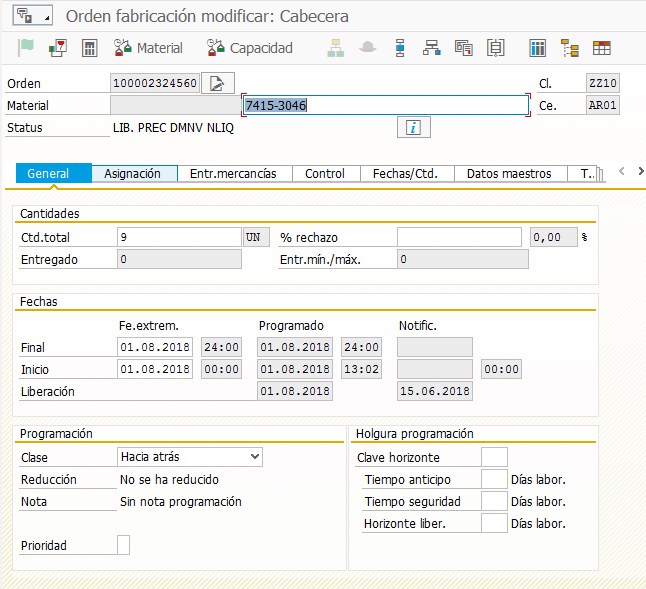 Orden fabricación modificar: Cabecera
Material Capacidad
Orden 100002324560 Cl. ZZ10
Material 7415-3046 Ce. AR01
Status LIB. PREC DMNV NLIQ
General Asignación Entr.mercancías Control Fechas/Ctd. Datos maestros T..
Cantidades
Ctd.total 9 UN % rechazo 0,00 %
Entregado 0 Entr.mín./máx. 0
Fechas
Fe.extrem. Programado Notific.
Final 01.08.2018 24:00 01.08.2018 24:00
Inicio 01.08.2018 00:00 01.08.2018 13:02 00:00
Liberación 01.08.2018 15.06.2018
Programación Holgura programación
Clase Hacia atrás Clave horizonte
Reducción No se ha reducido Tiempo anticipo Días labor.
Nota Sin nota programación Tiempo seguridad Días labor.
Horizonte liber. Días labor.
Prioridad